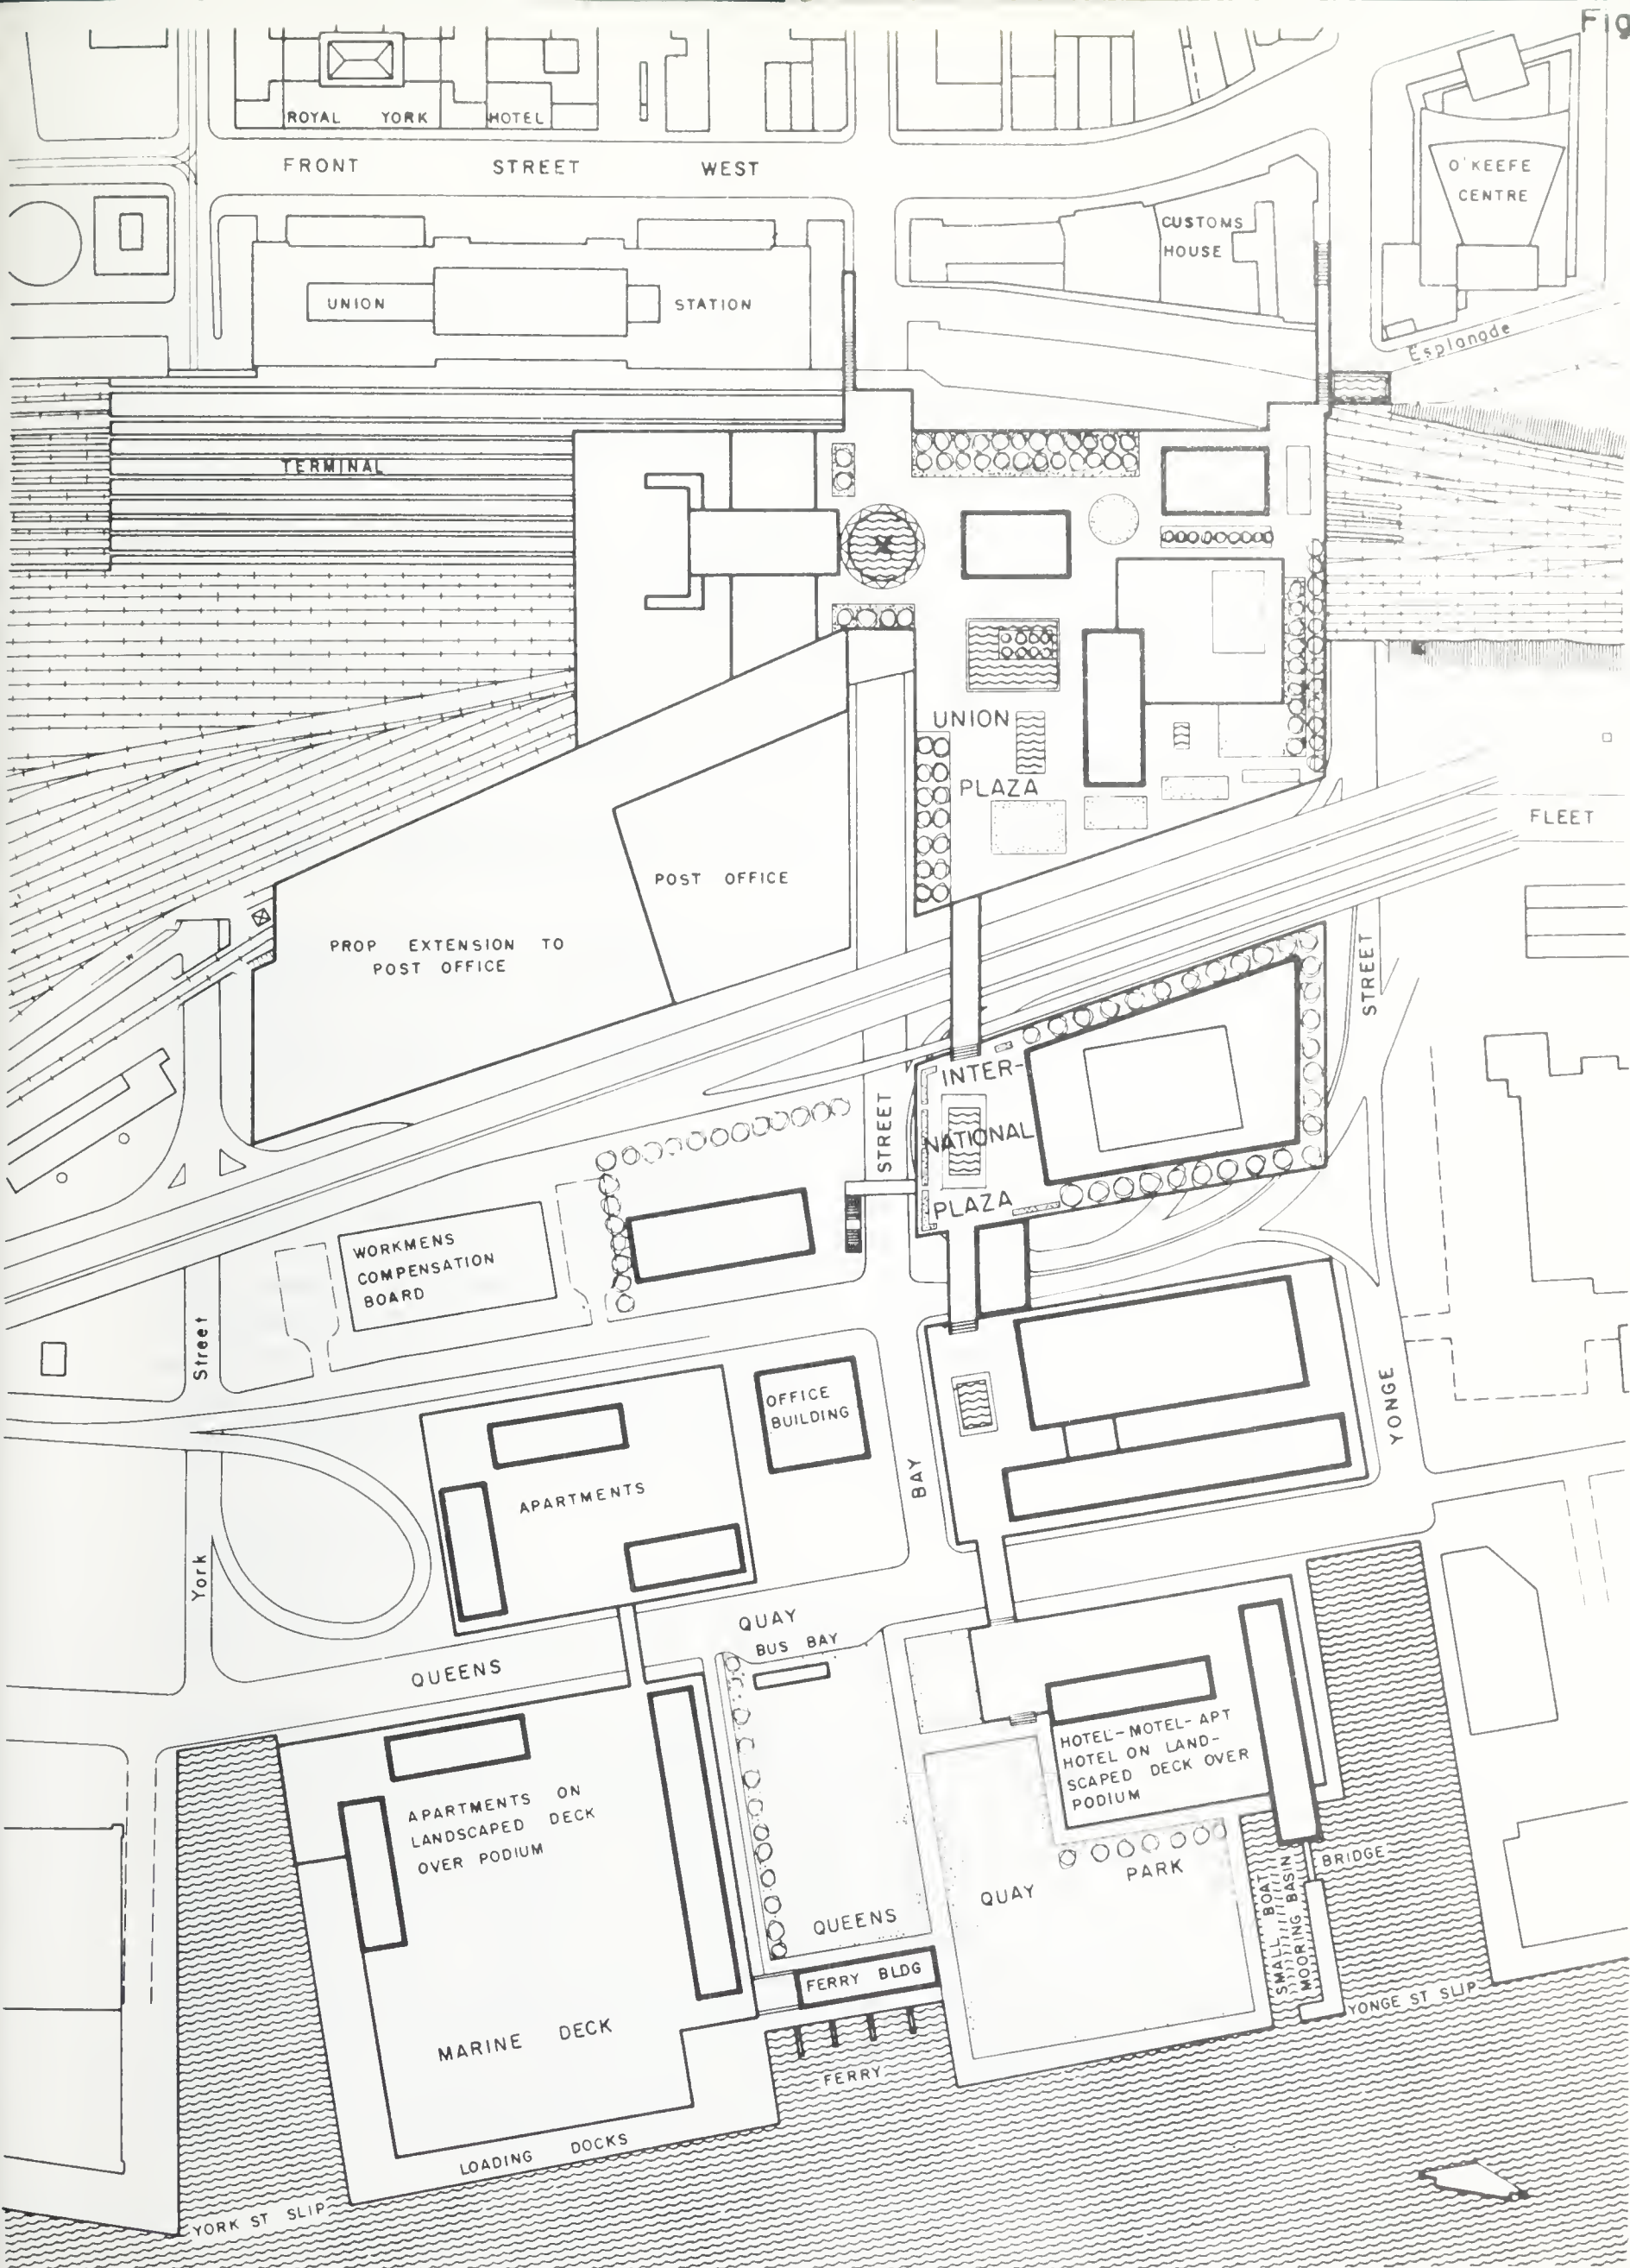 Fig
ROYAL YORK HOTEL
FRONT STREET WEST
O'KEEFE
CENTRE
CUSTOMS
HOUSE
UNION STATION
Esplanade
TERMINAL
UNION
PLAZA
FLEET
POST OFFICE
PROP EXTENSION TO
POST OFFICE
STREET
INTER-
NATIONAL
PLAZA
STREET
WORKMENS
COMPENSATION
BOARD
Street
York
OFFICE
BUILDING
APARTMENTS
BAY
YONGE
QUAY
BUS BAY
QUEENS
HOTEL-MOTEL-APT
HOTEL ON LAND-
SCAPED DECK OVER
PODIUM
APARTMENTS ON
LANDSCAPED DECK
OVER PODIUM
BRIDGE
PARK
QUAY
QUEENS
SMALL BOAT
MOORING BASIN
FERRY BLDG
YONGE ST SLIP
MARINE DECK
FERRY
LOADING DOCKS
YORK ST SLIP